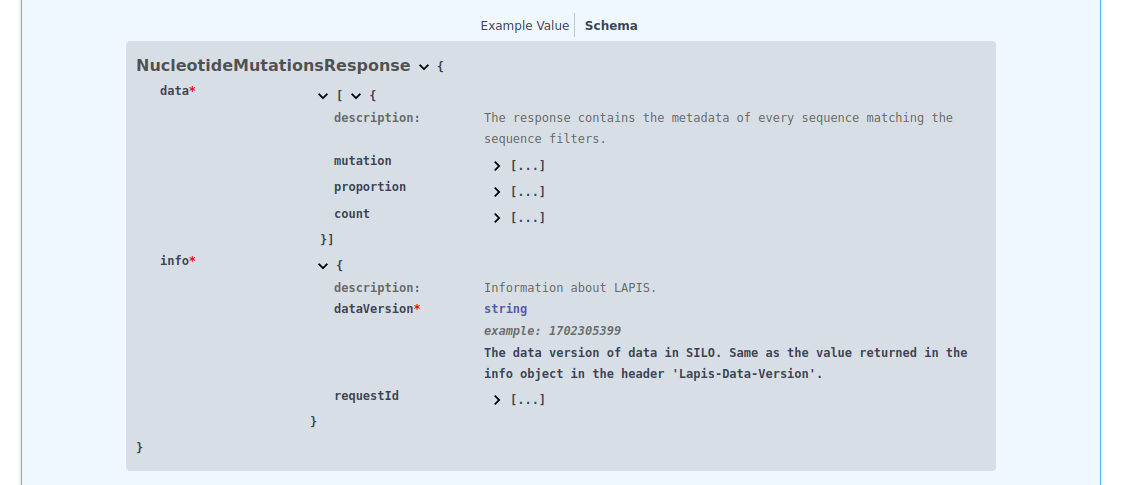 Example Value Schema
NucleotideMutationsResponse {
data* [ {
description: The response contains the metadata of every sequence matching the
sequence filters.
mutation [...]
proportion [...]
count [...]
}]
info* {
description: Information about LAPIS.
dataVersion* string
example: 1702305399
The data version of data in SILO. Same as the value returned in the
info object in the header 'Lapis-Data-Version'.
requestId [...]
}
}